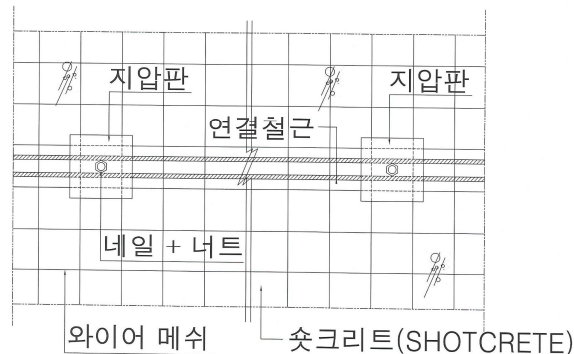 지압판
지압판
연결철근
네일 + 너트
와이어 메쉬
숏크리트(SHOTCRETE)